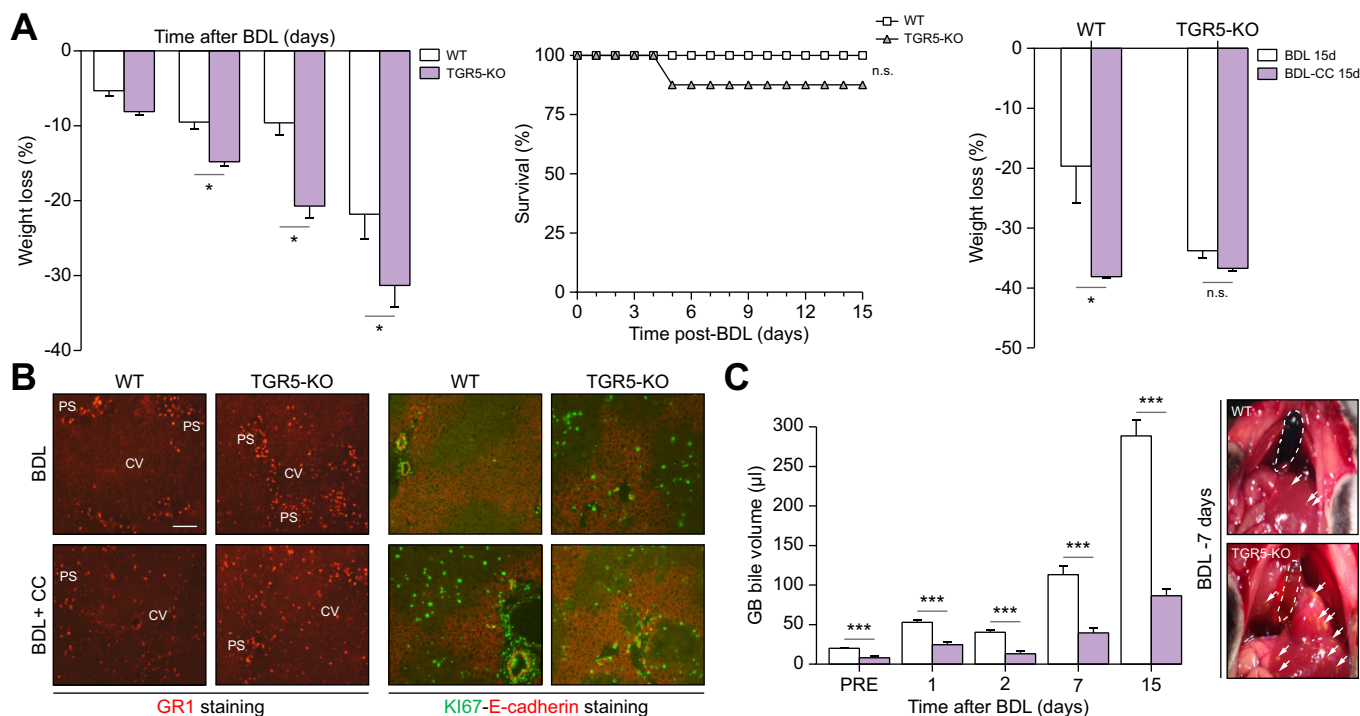 A
Time after BDL (days)
WT
TGR5-KO
0
-10
-20
-30
-40
Weight loss (%)
*
*
*
WT
TGR5-KO
n.s.
100
75
50
25
0
Survival (%)
0 3 6 9 12 15
Time post-BDL (days)
WT TGR5-KO
BDL 15d
BDL-CC 15d
0
-10
-20
-30
-40
-50
Weight loss (%)
*
n.s.
B
WT TGR5-KO WT TGR5-KO
BDL
PS PS CV
PS CV PS
BDL + CC
PS CV
CV PS
GR1 staining
KI67-E-cadherin staining
C
300
250
200
150
100
50
0
GB bile volume (µl)
*** *** *** *** ***
PRE 1 2 7 15
Time after BDL (days)
BDL -7 days
WT
TGR5-KO